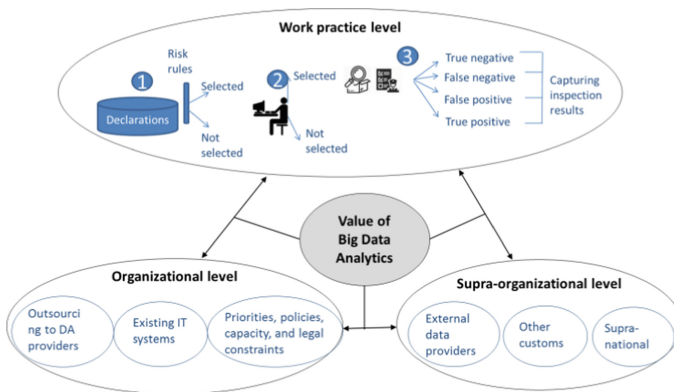 Work practice level
1
Risk
rules
Selected
Declarations
Not
selected
2
Selected
Not
selected
3
True negative
False negative
False positive
True positive
Capturing
inspection
results
Value of
Big Data
Analytics
Organizational level
Outsourci
ng to DA
providers
Existing IT
systems
Priorities, policies,
capacity, and legal
constraints
Supra-organizational level
External
data
providers
Other
customs
Supra-
national